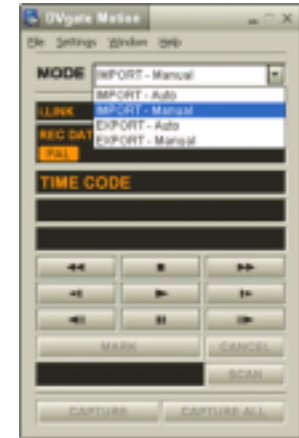 DVgate Motion
File Settings Window Help
MODE IMPORT - Manual
IMPORT - Auto
i.LINK IMPORT - Manual
EXPORT - Auto
REC DAT EXPORT - Manual
PAL
TIME CODE
MARK CANCEL
SCAN
CAPTURE CAPTURE ALL